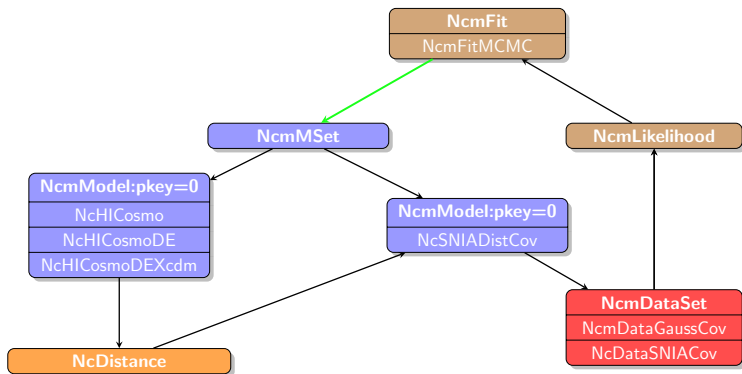 NcmFit
NcmFitMCMC
NcmMSet
NcmLikelihood
NcmModel:pkey=0
NcHICosmo
NcHICosmoDE
NcHICosmoDEXcdm
NcmModel:pkey=0
NcSNIADistCov
NcmDataSet
NcmDataGaussCov
NcDataSNIACov
NcDistance